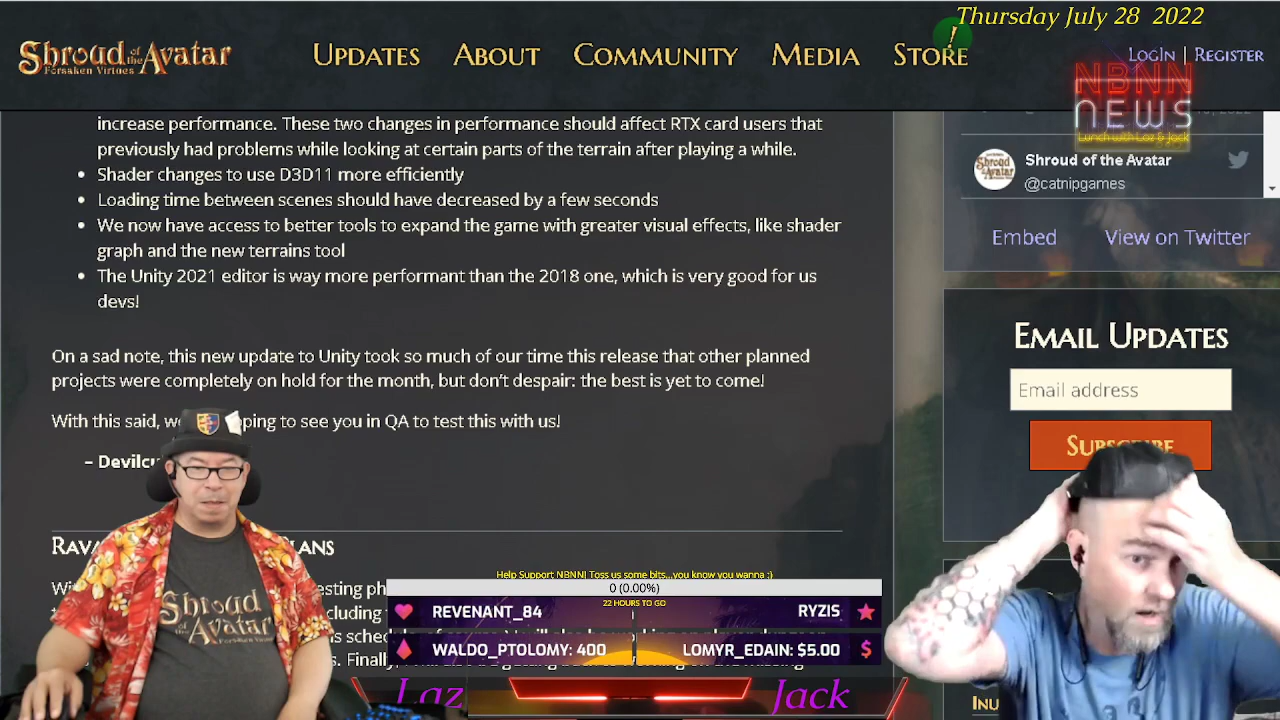 Thursday July 28 2022
Shroud of the Avatar
Forsaken Virtues
Updates About Community Media Store
!
LogIn | Register
NBNN
NEWS
Lunch with Laz & Jack
increase performance. These two changes in performance should affect RTX card users that
previously had problems while looking at certain parts of the terrain after playing a while.
• Shader changes to use D3D11 more efficiently
• Loading time between scenes should have decreased by a few seconds
• We now have access to better tools to expand the game with greater visual effects, like shader
graph and the new terrains tool
• The Unity 2021 editor is way more performant than the 2018 one, which is very good for us
devs!
On a sad note, this new update to Unity took so much of our time this release that other planned
projects were completely on hold for the month, but don't despair: the best is yet to come!
With this said, we ping to see you in QA to test this with us!
– Devilcu
Shroud of the Avatar
@catnipgames
Embed View on Twitter
Email Updates
Email address
Subscribe
Shroud
of the Avatar
Forsaken Virtues
Help Support NBNN! Toss us some bits...you know you wanna :)
0 (0.00%)
22 HOURS TO GO
REVENANT_84 RYZIS
WALDO_PTOLOMY: 400 LOMYR_EDAIN: $5.00 $
Laz Jack